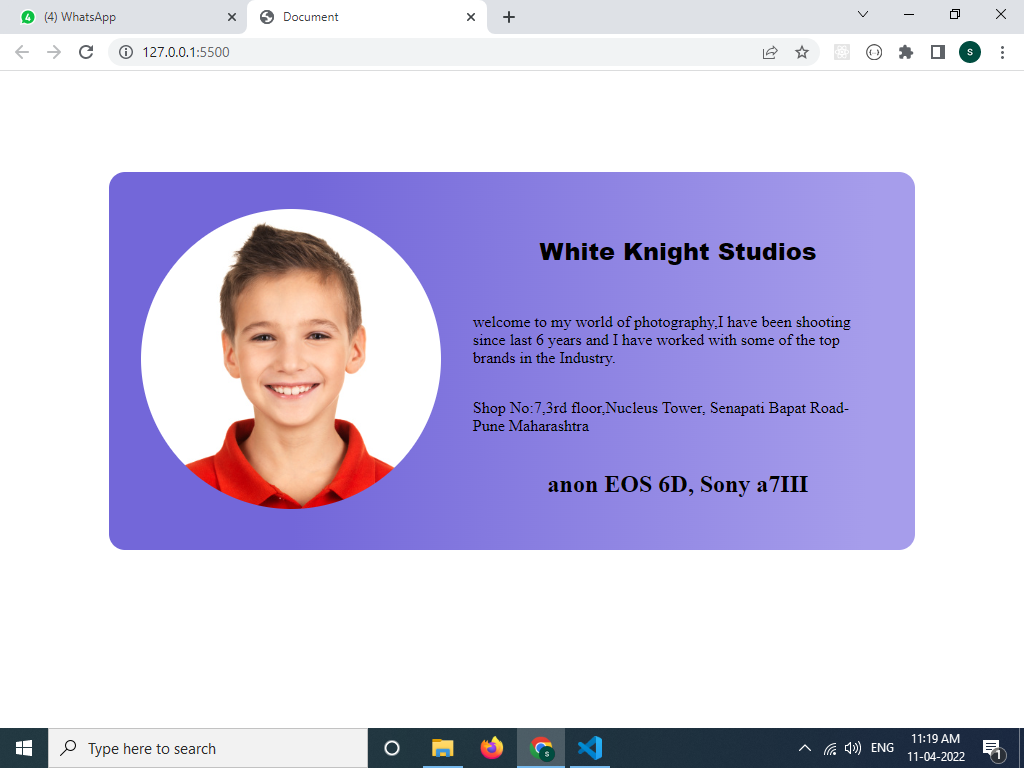 (4) WhatsApp
Document
127.0.0.1:5500
S
White Knight Studios
welcome to my world of photography,I have been shooting
since last 6 years and I have worked with some of the top
brands in the Industry.
Shop No:7,3rd floor,Nucleus Tower, Senapati Bapat Road-
Pune Maharashtra
anon EOS 6D, Sony a7III
Type here to search
S
ENG
11:19 AM
11-04-2022
1